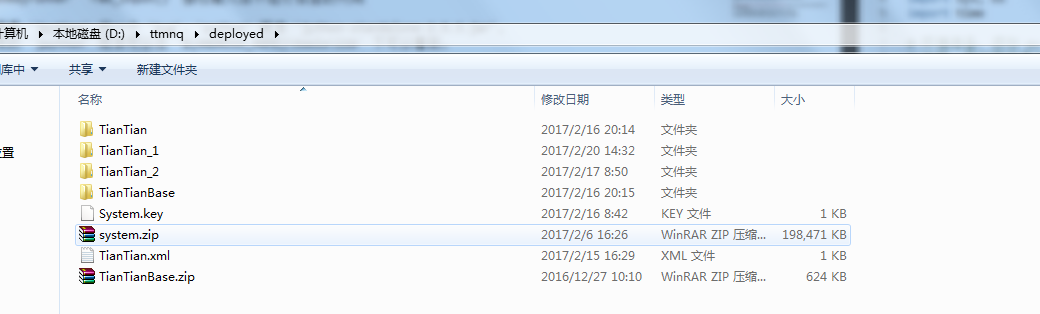 计算机 ▸ 本地磁盘 (D:) ▸ ttmnq ▸ deployed ▸
库中 ▼ 共享 ▼ 新建文件夹
名称 修改日期 类型 大小
TianTian 2017/2/16 20:14 文件夹
置 TianTian_1 2017/2/20 14:32 文件夹
TianTian_2 2017/2/17 8:50 文件夹
TianTianBase 2017/2/16 20:15 文件夹
System.key 2017/2/16 8:42 KEY 文件 1 KB
system.zip 2017/2/6 16:26 WinRAR ZIP 压缩... 198,471 KB
TianTian.xml 2017/2/15 16:29 XML 文件 1 KB
TianTianBase.zip 2016/12/27 10:10 WinRAR ZIP 压缩... 624 KB